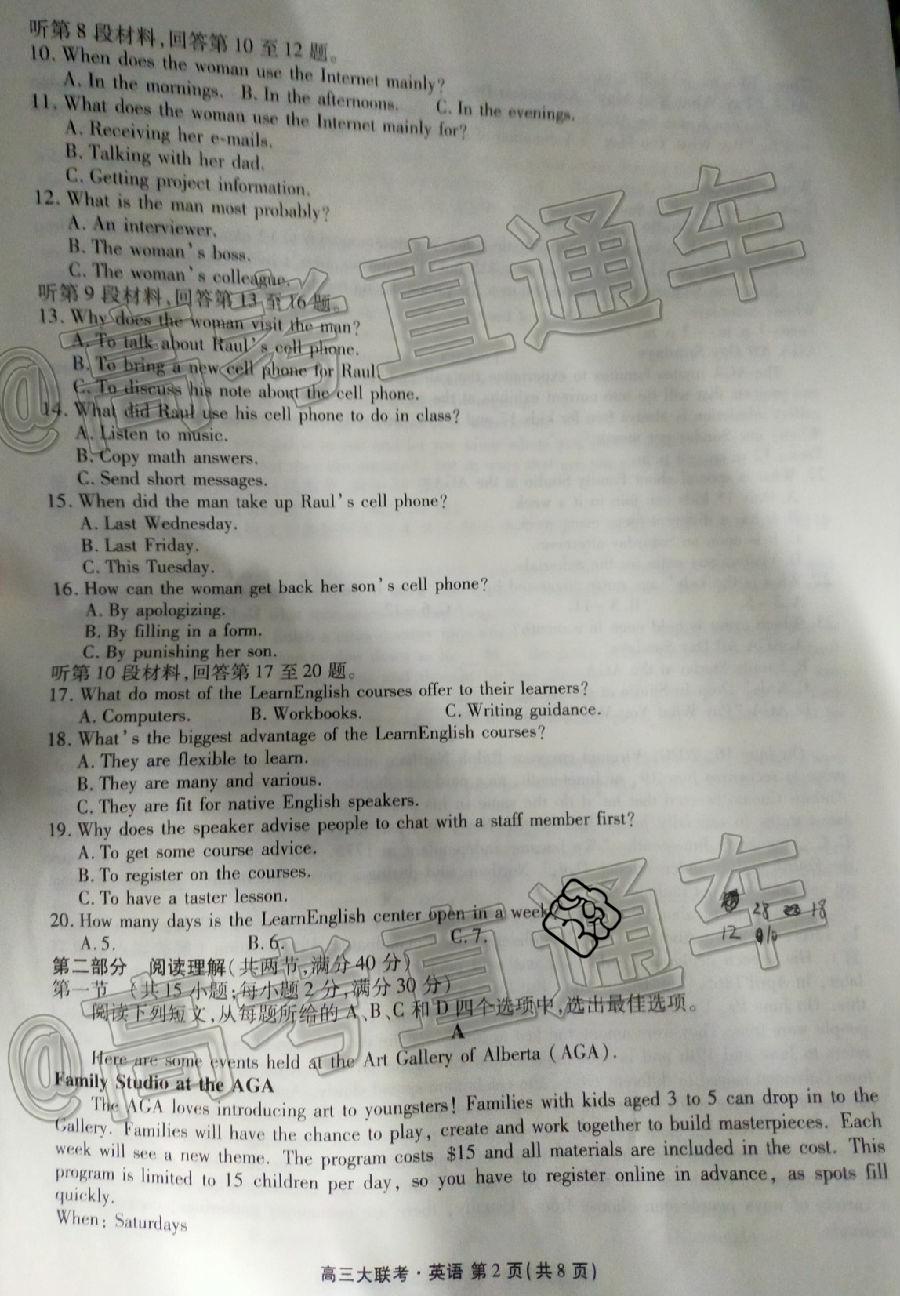 听第 8 段材料,回答第 10 至 12 题。
10. When does the woman use the Internet mainly?
A. In the mornings. B. In the afternoons. C. In the evenings.
11. What does the woman use the Internet mainly for?
A. Receiving her e-mails.
B. Talking with her dad.
C. Getting project information.
12. What is the man most probably?
A. An interviewer.
B. The woman's boss.
C. The woman's colleague.
听第 9 段材料,回答第 13 至 16 题。
13. Why does the woman visit the man?
A. To talk about Raul's cell phone.
B. To bring a new cell phone for Raul.
C. To discuss his note about the cell phone.
14. What did Raul use his cell phone to do in class?
A. Listen to music.
B. Copy math answers.
C. Send short messages.
15. When did the man take up Raul's cell phone?
A. Last Wednesday.
B. Last Friday.
C. This Tuesday.
16. How can the woman get back her son's cell phone?
A. By apologizing.
B. By filling in a form.
C. By punishing her son.
听第 10 段材料,回答第 17 至 20 题。
17. What do most of the LearnEnglish courses offer to their learners?
A. Computers. B. Workbooks. C. Writing guidance.
18. What's the biggest advantage of the LearnEnglish courses?
A. They are flexible to learn.
B. They are many and various.
C. They are fit for native English speakers.
19. Why does the speaker advise people to chat with a staff member first?
A. To get some course advice.
B. To register on the courses.
C. To have a taster lesson.
20. How many days is the LearnEnglish center open in a week
A. 5. B. 6. C. 7.
28 18
12
第二部分 阅读理解(共两节,满分 40 分)
第一节 (共 15 小题;每小题 2 分,满分 30 分)
阅读下列短文,从每题所给的 A、B、C 和 D 四个选项中,选出最佳选项。
A
Here are some events held at the Art Gallery of Alberta (AGA).
Family Studio at the AGA
The AGA loves introducing art to youngsters! Families with kids aged 3 to 5 can drop in to the
Gallery. Families will have the chance to play, create and work together to build masterpieces. Each
week will see a new theme. The program costs $15 and all materials are included in the cost. This
program is limited to 15 children per day, so you have to register online in advance, as spots fill
quickly.
When: Saturdays
高三大联考·英语 第 2 页(共 8 页)
@高考直通车
@高考直通车